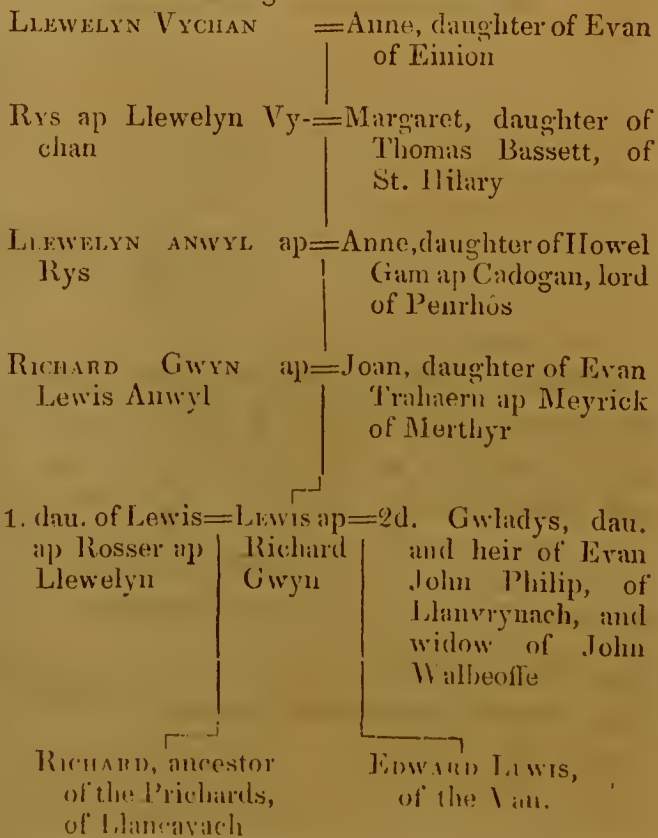 LLEWELYN VYCHAN =Anne, daughter of Evan
of Einion
RYS ap Llewelyn Vy-=Margaret, daughter of
chan Thomas Bassett, of
St. Hilary
LLEWELYN ANWYL ap=Anne, daughter of Howel
Rys Gam ap Cadogan, lord
of Penrhós
RICHARD GWYN ap=Joan, daughter of Evan
Lewis Anwyl Trahaern ap Meyrick
of Merthyr
1. dau. of Lewis=LEWIS ap=2d. Gwladys, dau.
ap Rosser ap Richard and heir of Evan
Llewelyn Gwyn John Philip, of
Llanvrynach, and
widow of John
Walbeoffe
RICHARD, ancestor EDWARD LEWIS,
of the Prichards, of the Van.
of Llancavach